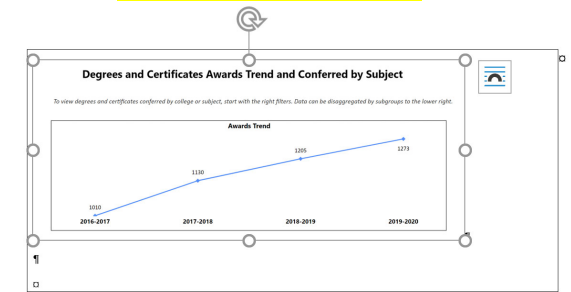 Degrees and Certificates Awards Trend and Conferred by Subject
To view degrees and certificates conferred by college or subject, start with the right filters. Data can be disaggregated by subgroups to the lower right.
Awards Trend
1010
1130
1205
1273
2016-2017 2017-2018 2018-2019 2019-2020